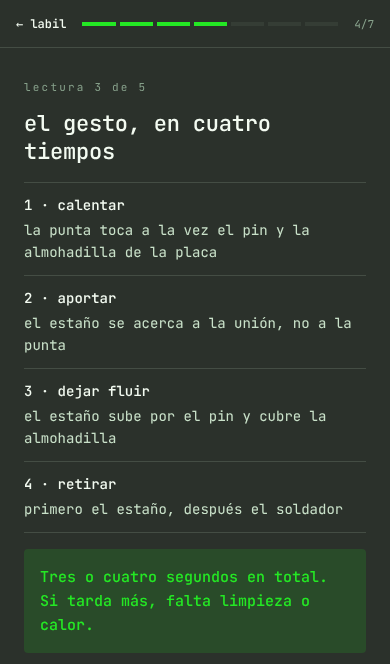 ← labil
4/7
lectura 3 de 5
el gesto, en cuatro
tiempos
1 · calentar
la punta toca a la vez el pin y la
almohadilla de la placa
2 · aportar
el estaño se acerca a la unión, no a la
punta
3 · dejar fluir
el estaño sube por el pin y cubre la
almohadilla
4 · retirar
primero el estaño, después el soldador
Tres o cuatro segundos en total.
Si tarda más, falta limpieza o
calor.